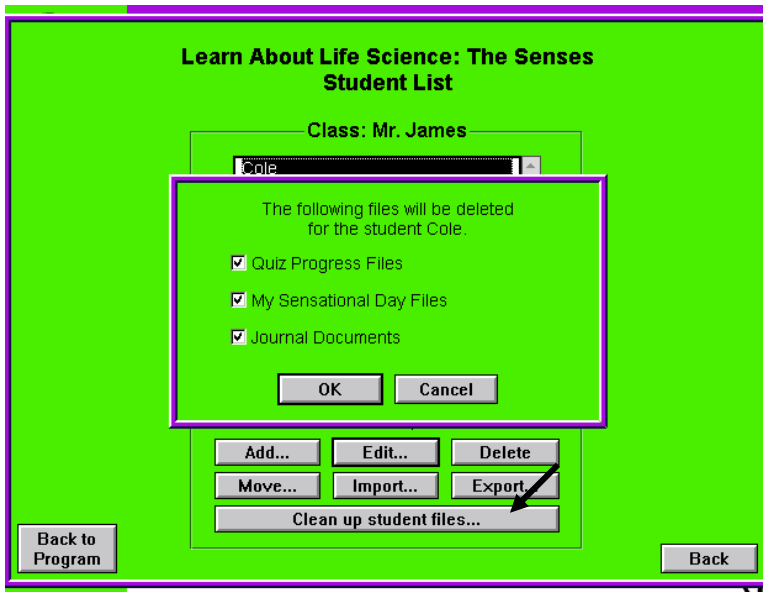 Learn About Life Science: The Senses
Student List
Class: Mr. James
Cole
The following files will be deleted
for the student Cole.
Quiz Progress Files
My Sensational Day Files
Journal Documents
OK Cancel
Add... Edit... Delete
Move... Import... Export...
Clean up student files...
Back to
Program
Back